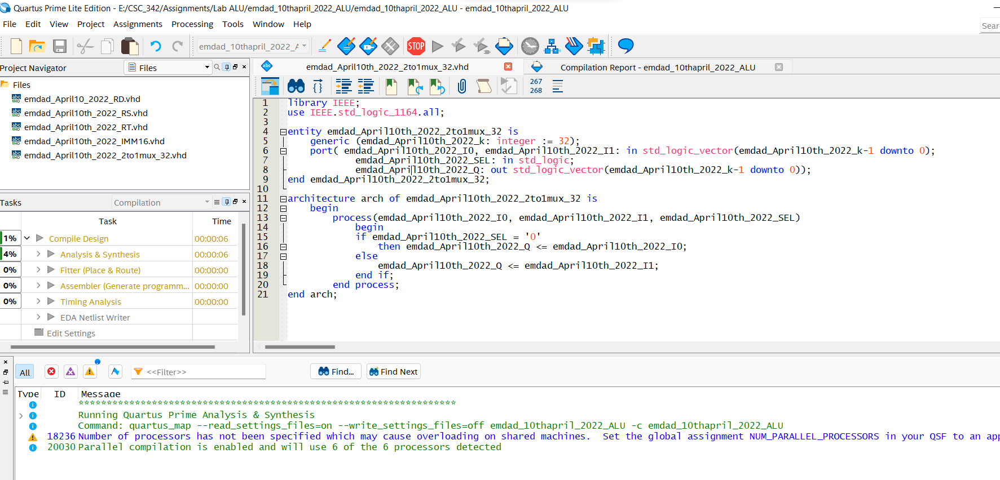 Quartus Prime Lite Edition - E:/CSC_342/Assignments/Lab ALU/emdad_10thapril_2022_ALU/emdad_10thapril_2022_ALU - emdad_10thapril_2022_ALU
File Edit View Project Assignments Processing Tools Window Help
Sear
emdad_10thapril_2022_A
STOP
Project Navigator
Files
Files
emdad_April10_2022_RD.vhd
emdad_April10th_2022_RS.vhd
emdad_April10th_2022_RT.vhd
emdad_April10th_2022_IMM16.vhd
emdad_April10th_2022_2to1mux_32.vhd
Tasks
Compilation
Task Time
1% Compile Design 00:00:06
4% Analysis & Synthesis 00:00:06
0% Fitter (Place & Route) 00:00:00
0% Assembler (Generate programm... 00:00:00
0% Timing Analysis 00:00:00
EDA Netlist Writer
Edit Settings
emdad_April10th_2022_2to1mux_32.vhd
Compilation Report - emdad_10thapril_2022_ALU
267
268
1 library IEEE;
2 use IEEE.std_logic_1164.all;
3
4 entity emdad_April10th_2022_2to1mux_32 is
5 generic (emdad_April10th_2022_k: integer := 32);
6 port( emdad_April10th_2022_I0, emdad_April10th_2022_I1: in std_logic_vector(emdad_April10th_2022_k-1 downto 0);
7 emdad_April10th_2022_SEL: in std_logic;
8 emdad_April10th_2022_Q: out std_logic_vector(emdad_April10th_2022_k-1 downto 0));
9 end emdad_April10th_2022_2to1mux_32;
10
11 architecture arch of emdad_April10th_2022_2to1mux_32 is
12 begin
13 process(emdad_April10th_2022_I0, emdad_April10th_2022_I1, emdad_April10th_2022_SEL)
14 begin
15 if emdad_April10th_2022_SEL = '0'
16 then emdad_April10th_2022_Q <= emdad_April10th_2022_I0;
17 else
18 emdad_April10th_2022_Q <= emdad_April10th_2022_I1;
19 end if;
20 end process;
21 end arch;
All
<<Filter>>
Find...
Find Next
Type ID Message
*******************************************************************
Running Quartus Prime Analysis & Synthesis
Command: quartus_map --read_settings_files=on --write_settings_files=off emdad_10thapril_2022_ALU -c emdad_10thapril_2022_ALU
18236 Number of processors has not been specified which may cause overloading on shared machines. Set the global assignment NUM_PARALLEL_PROCESSORS in your QSF to an app
20030 Parallel compilation is enabled and will use 6 of the 6 processors detected